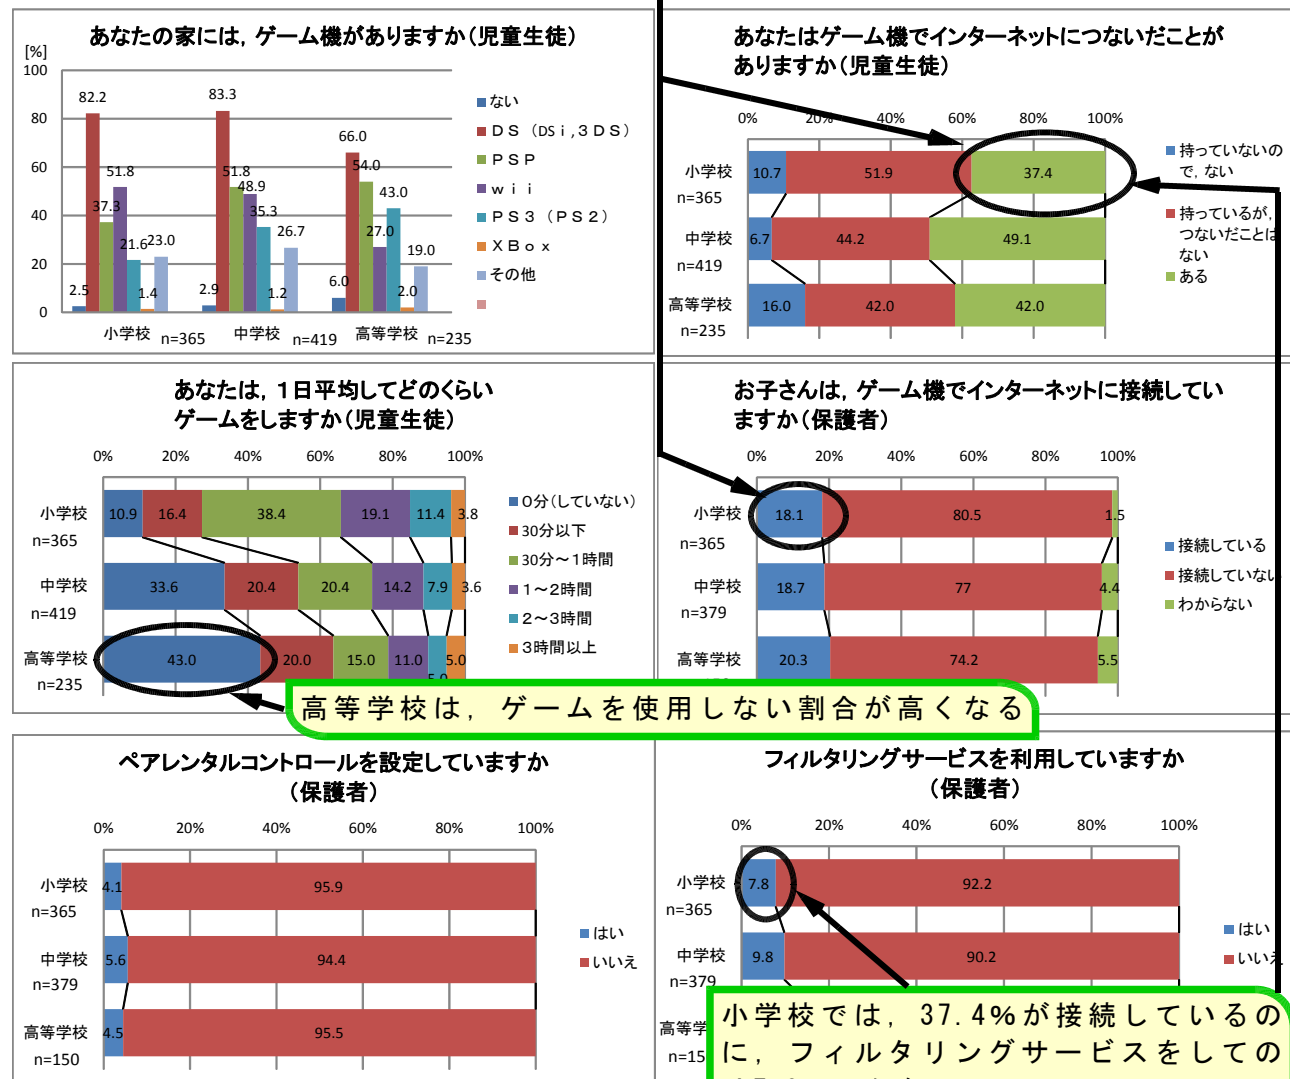 あなたの家には，ゲーム機がありますか（児童生徒）
[%]
100
80
60
40
20
0
2.5
82.2
37.3
51.8
21.6
1.4
23.0
2.9
83.3
51.8
48.9
35.3
1.2
26.7
6.0
66.0
54.0
27.0
43.0
2.0
19.0
小学校 n=365 中学校 n=419 高等学校 n=235
ない
ＤＳ（DSｉ,３ＤＳ）
ＰＳＰ
ｗｉｉ
ＰＳ３（ＰＳ２）
ＸＢｏｘ
その他
あなたはゲーム機でインターネットにつないだことが
ありますか（児童生徒）
0% 20% 40% 60% 80% 100%
小学校 10.7 51.9 37.4
n=365
中学校 6.7 44.2 49.1
n=419
高等学校 16.0 42.0 42.0
n=235
持っていないの
で，ない
持っているが，
つないだことは
ない
ある
あなたは，１日平均してどのくらい
ゲームをしますか（児童生徒）
0% 20% 40% 60% 80% 100%
小学校 10.9 16.4 38.4 19.1 11.4 3.8
n=365
中学校 33.6 20.4 20.4 14.2 7.9 3.6
n=419
高等学校 43.0 20.0 15.0 11.0 5.0 5.0
n=235
０分（していない）
30分以下
30分～１時間
１～２時間
２～３時間
３時間以上
お子さんは，ゲーム機でインターネットに接続してい
ますか（保護者）
0% 20% 40% 60% 80% 100%
小学校 18.1 80.5 1.5
n=365
中学校 18.7 77 4.4
n=379
高等学校 20.3 74.2 5.5
接続している
接続していない
わからない
高等学校は，ゲームを使用しない割合が高くなる
ペアレンタルコントロールを設定していますか
（保護者）
0% 20% 40% 60% 80% 100%
小学校 4.1 95.9
n=365
中学校 5.6 94.4
n=379
高等学校 4.5 95.5
n=150
はい
いいえ
フィルタリングサービスを利用していますか
（保護者）
0% 20% 40% 60% 80% 100%
小学校 7.8 92.2
n=365
中学校 9.8 90.2
n=379
高等学
n=15
はい
いいえ
小学校では，37.4%が接続しているの
に，フィルタリングサービスをしての